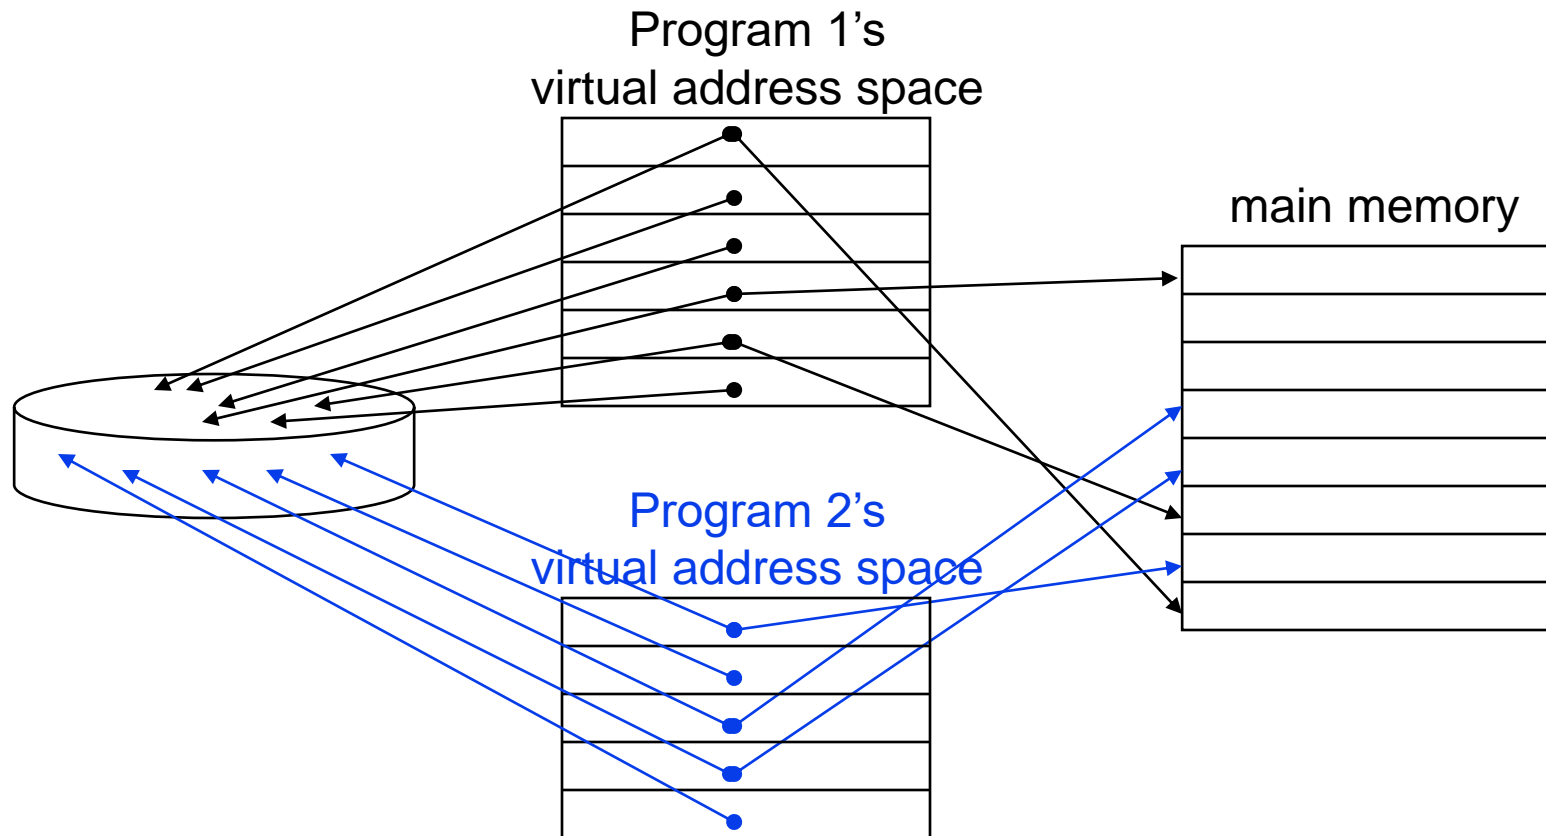 Program 1’s
virtual address space
main memory
Program 2’s
virtual address space